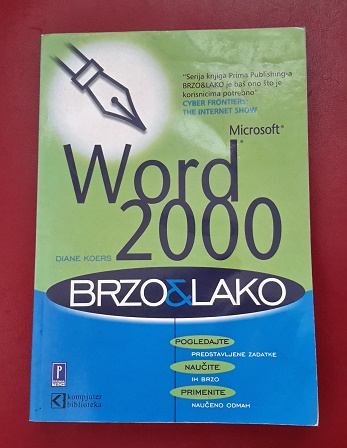 "Serija knjiga Prima Publishing-a
BRZO&LAKO je baš ono što je
korisnicima potrebno"
CYBER FRONTIERS:
THE INTERNET SHOW
Microsoft®
Word
2000
DIANE KOERS
BRZO&LAKO
POGLEDAJTE
PREDSTAVLJENE ZADATKE
NAUČITE
IH BRZO
PRIMENITE
NAUČENO ODMAH
P
kompjuter
biblioteka